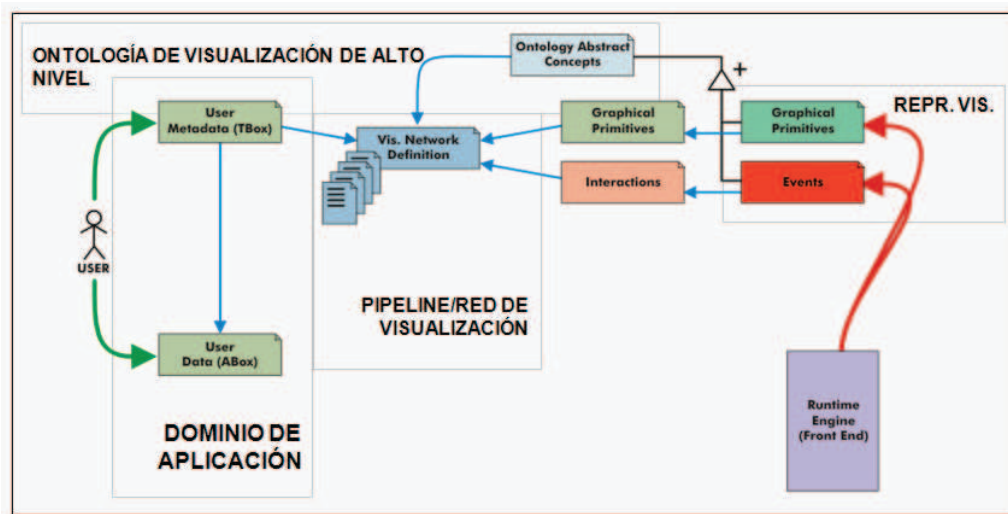 ONTOLOGÍA DE VISUALIZACIÓN DE ALTO
NIVEL
Ontology Abstract
Concepts
+
REPR. VIS.
User
Metadata (TBox)
Vis. Network
Definition
Graphical
Primitives
Graphical
Primitives
Interactions
Events
USER
PIPELINE/RED DE
VISUALIZACIÓN
User
Data (ABox)
DOMINIO DE
APLICACIÓN
Runtime
Engine
(Front End)